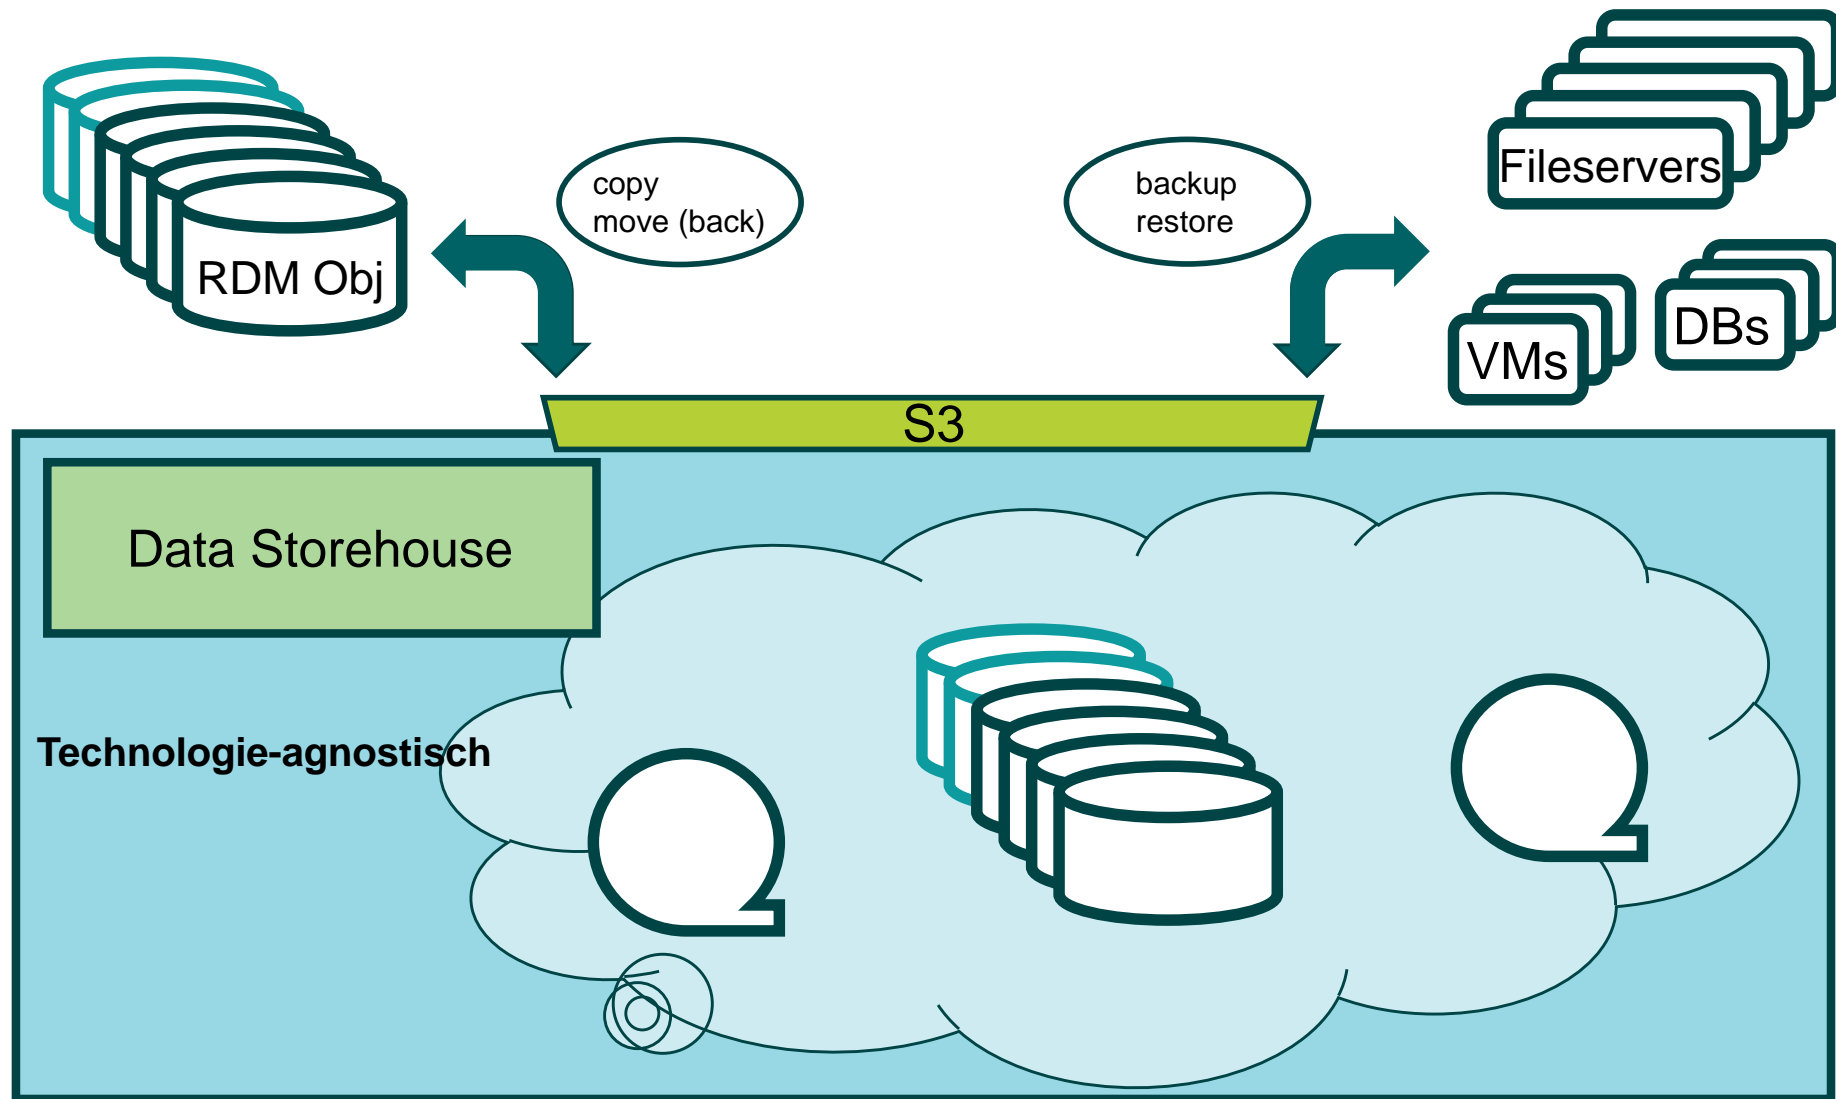 Fileservers
copy
move (back)
backup
restore
RDM Obj
DBs
VMs
S3
Data Storehouse
Technologie-agnostisch